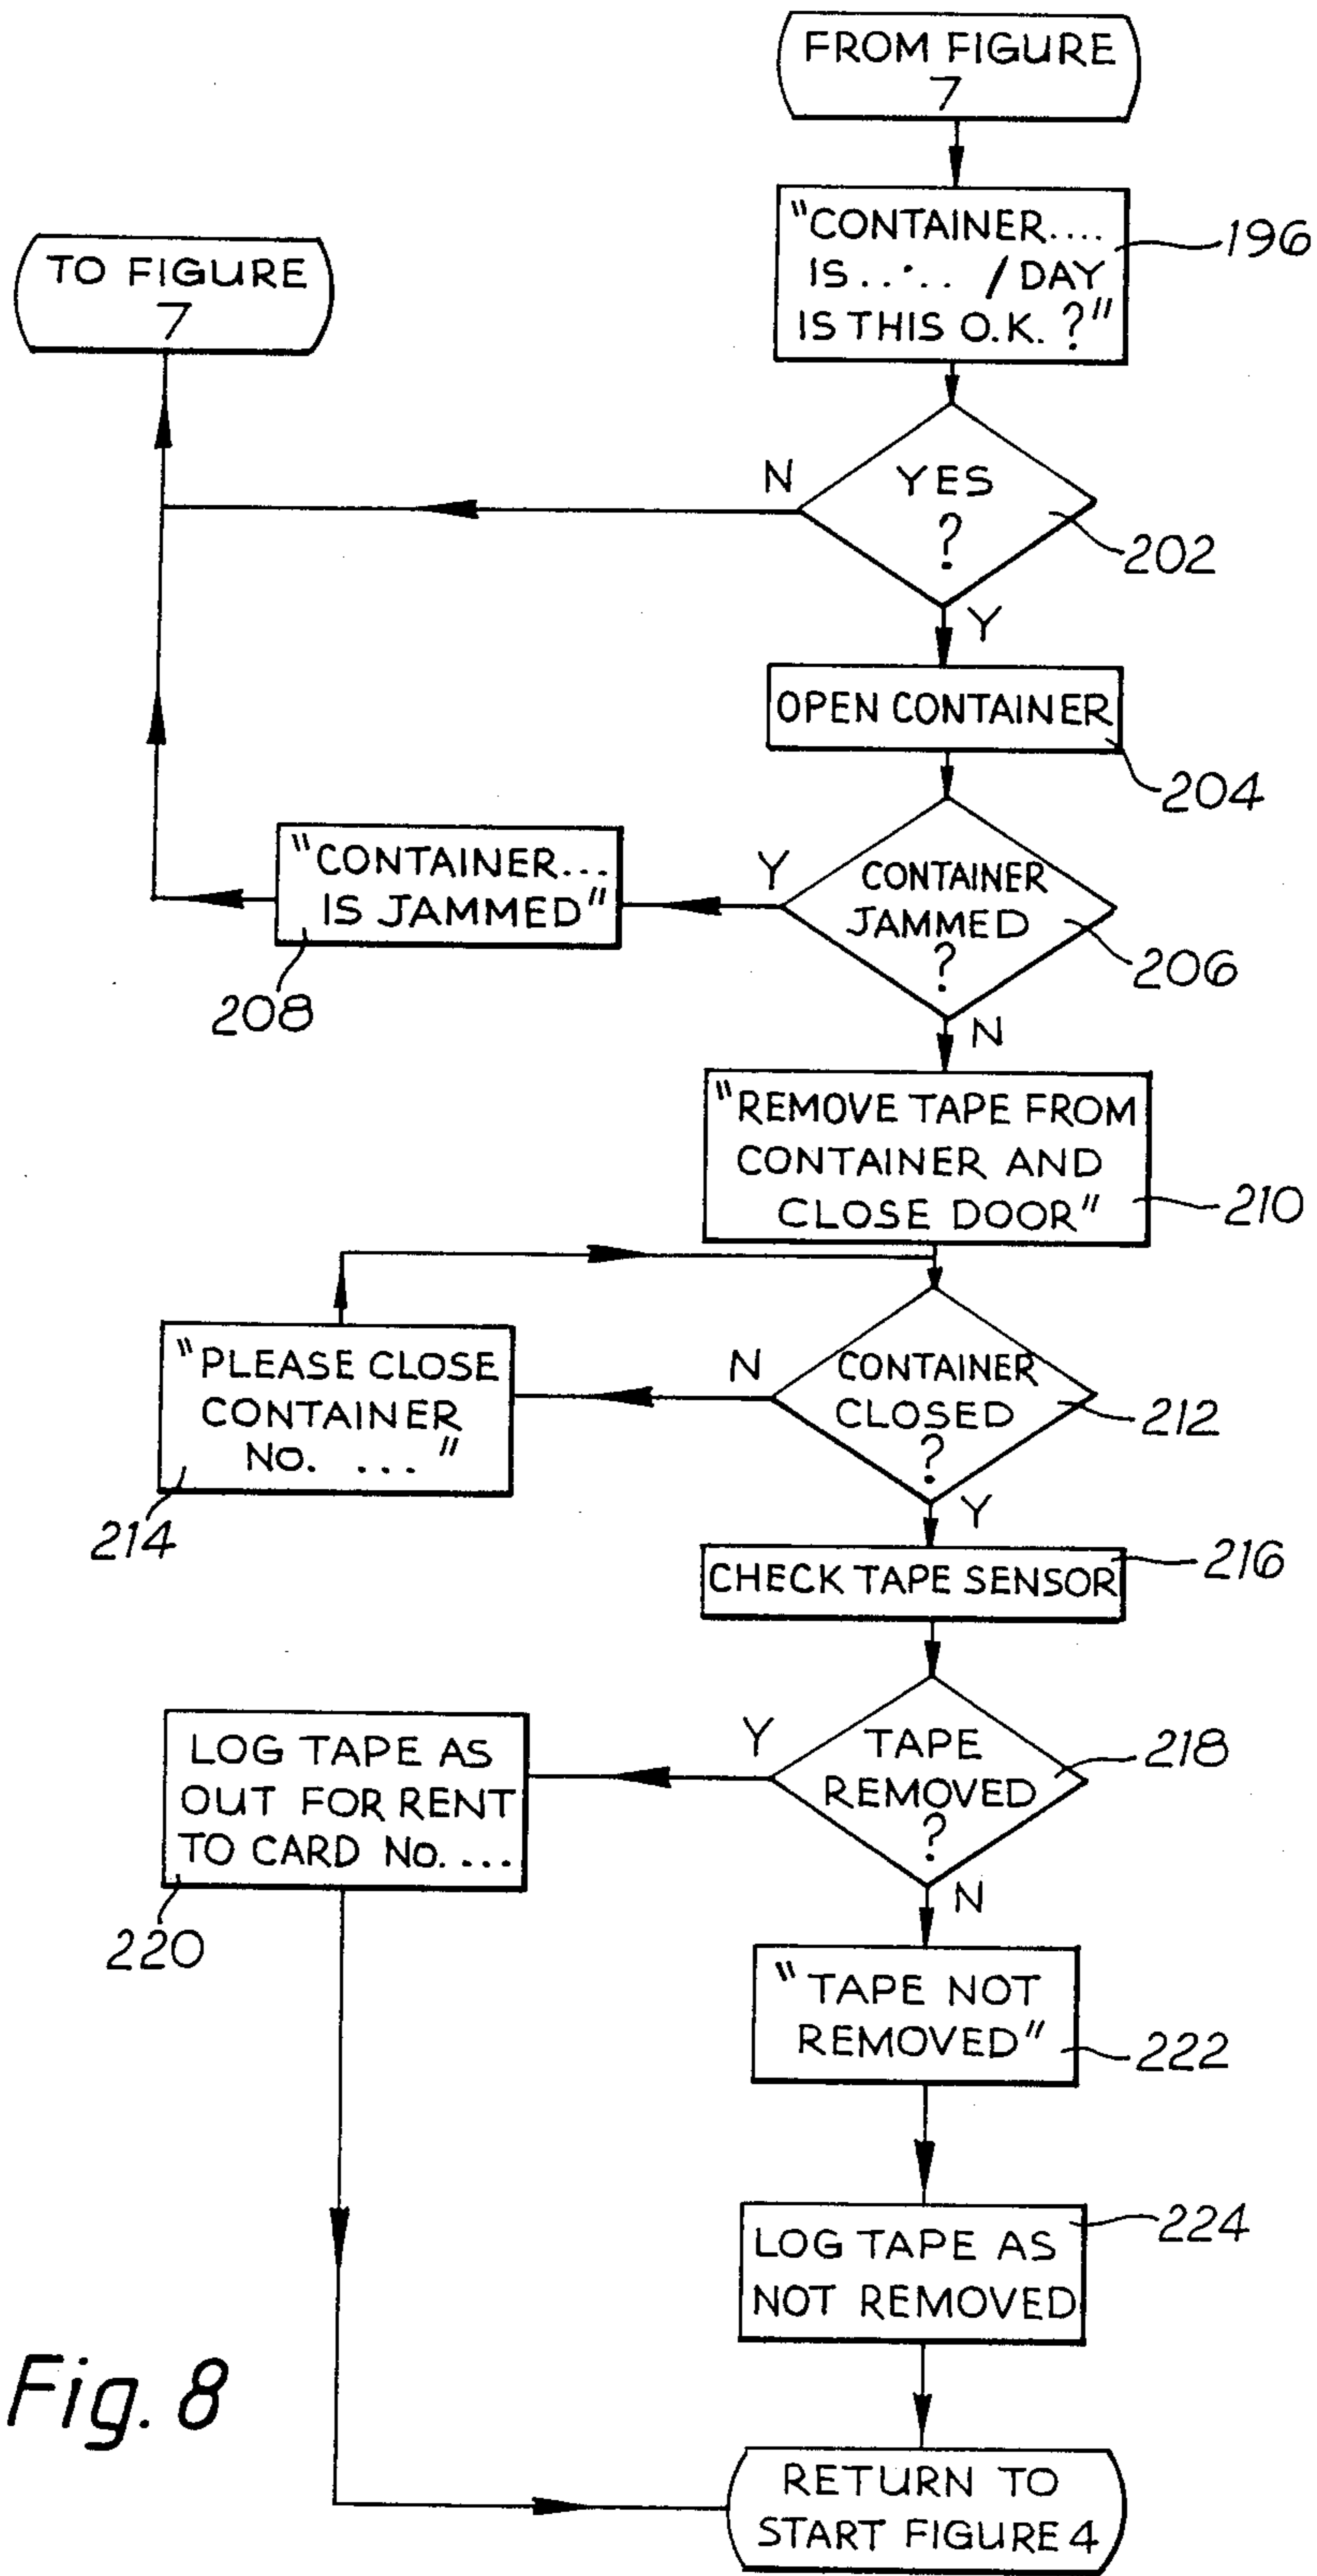 FROM FIGURE
7
"CONTAINER....
IS..·.. / DAY
IS THIS O.K. ?"
196
TO FIGURE
7
YES
?
N
202
Y
OPEN CONTAINER
204
CONTAINER
JAMMED
?
Y
206
"CONTAINER...
IS JAMMED"
208
N
"REMOVE TAPE FROM
CONTAINER AND
CLOSE DOOR"
210
CONTAINER
CLOSED
?
N
212
"PLEASE CLOSE
CONTAINER
NO. ..."
214
Y
CHECK TAPE SENSOR
216
TAPE
REMOVED
?
Y
218
LOG TAPE AS
OUT FOR RENT
TO CARD NO. ...
220
N
"TAPE NOT
REMOVED"
222
LOG TAPE AS
NOT REMOVED
224
RETURN TO
START FIGURE 4
Fig. 8